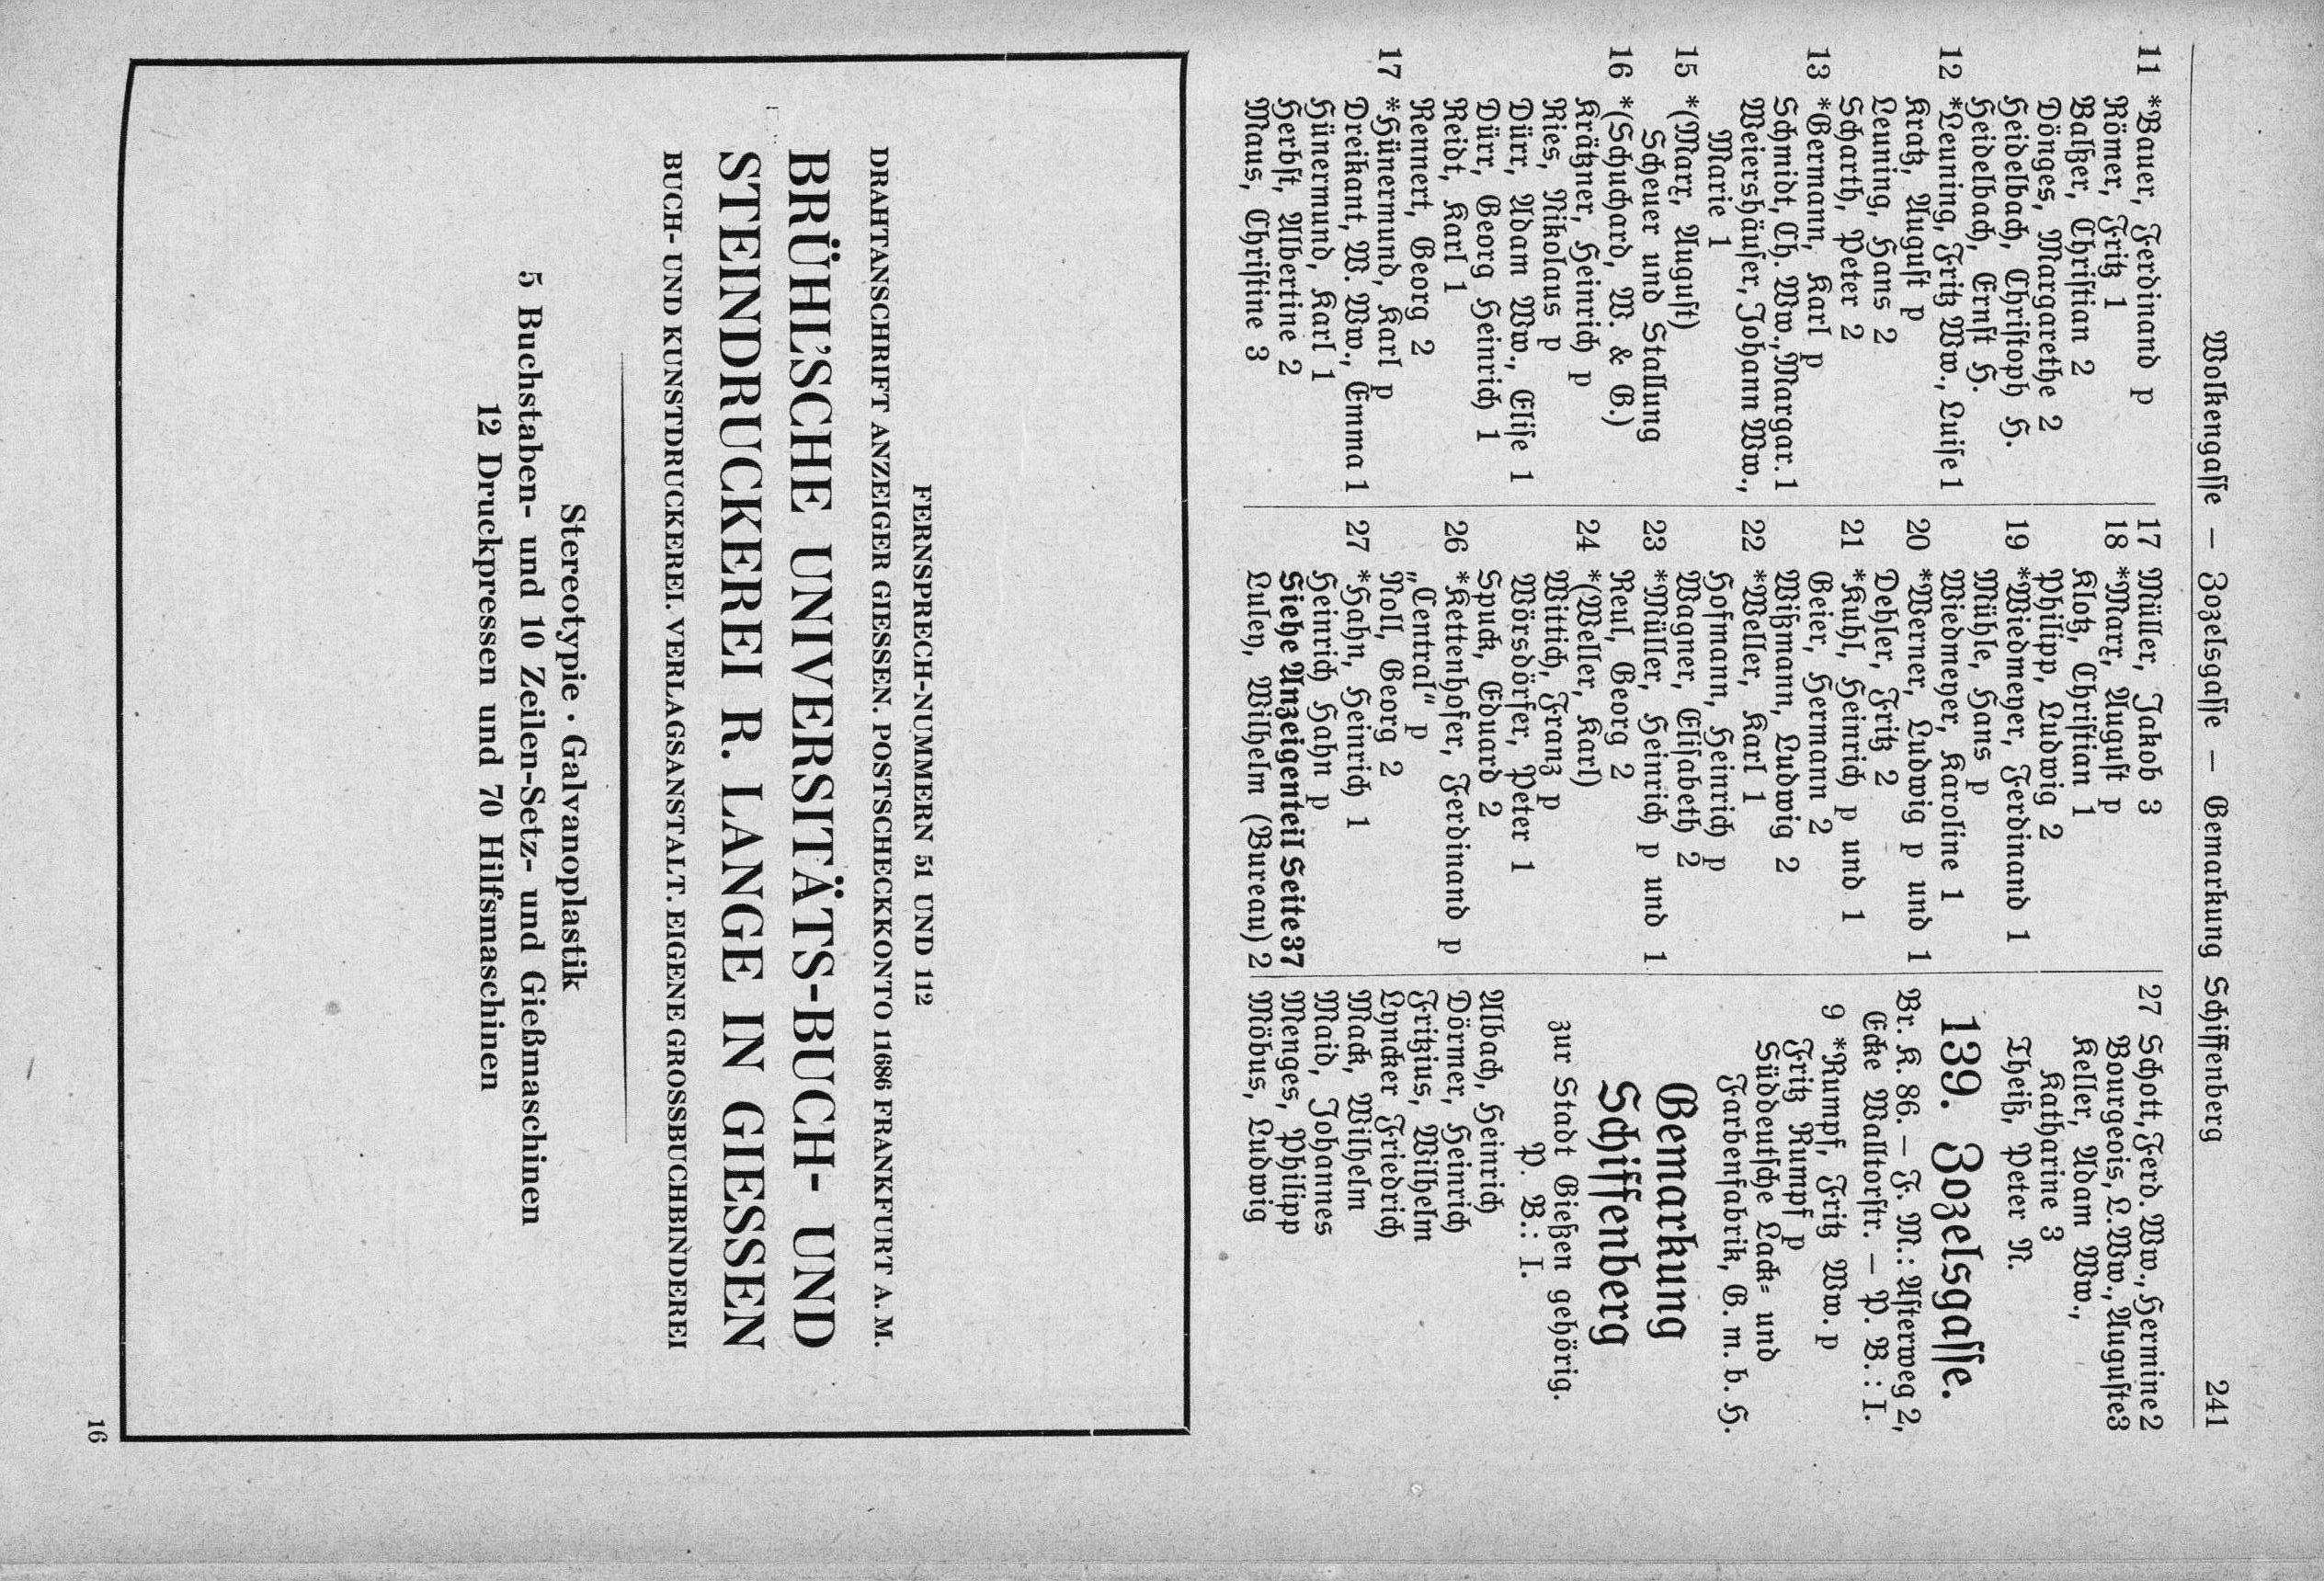 Wolkengasse — Zozelsgasse — Gemarkung Schiffenberg 241
11 *Bauer, Ferdinand p
Römer, Fritz 1
Balßer, Christian 2
Dönges, Margarethe 2
Heidelbach, Christoph H.
Heidelbach, Ernst H.
12 *Leuning, Fritz Ww., Luise 1
Kratz, August p
Leuning, Hans 2
Scharth, Peter 2
13 *Germann, Karl p
Schmidt, Ch. Ww., Margar. 1
Weiershäuser, Johann Ww.,
Marie 1
15 *(Marx, August)
Scheuer und Stallung
16 *(Schuchard, W. & G.)
Krätzner, Heinrich p
Ries, Nikolaus p
Dürr, Adam Ww., Elise 1
Dürr, Georg Heinrich 1
Reidt, Karl 1
Rennert, Georg 2
17 *Hünermund, Karl p
Dreikant, W. Ww., Emma 1
Hünermund, Karl 1
Herbst, Albertine 2
Maus, Christine 3
17 Müller, Jakob 3
18 *Marx, August p
Klotz, Christian 1
Philipp, Ludwig 2
19 *Wiedmeyer, Ferdinand 1
Mühle, Hans p
Wiedmeyer, Karoline 1
20 *Werner, Ludwig p und 1
Dehler, Fritz 2
21 *Kuhl, Heinrich p und 1
Geier, Hermann 2
Wißmann, Ludwig 2
22 *Weller, Karl 1
Hofmann, Heinrich p
Wagner, Elisabeth 2
23 *Müller, Heinrich p und 1
Reul, Georg 2
24 *(Weller, Karl)
Wittich, Franz p
Wörsdörfer, Peter 1
Spuck, Eduard 2
26 *Kettenhofer, Ferdinand p
„Central“ p
Noll, Georg 2
27 *Hahn, Heinrich 1
Heinrich Hahn p
Siehe Anzeigenteil Seite 37
Luley, Wilhelm (Bureau) 2
27 Schott, Ferd. Ww., Hermine 2
Bourgeois, L. Ww., Auguste 3
Keller, Adam Ww.,
Katharine 3
Theiß, Peter N.
139. Zozelsgasse.
Br. K. 86. — F. M.: Asterweg 2,
Ecke Walltorstr. — P. B.: I.
9 *Rumpf, Fritz Ww. p
Fritz Rumpf p
Süddeutsche Lack- und
Farbenfabrik, G. m. b. H.
Gemarkung
Schiffenberg
zur Stadt Gießen gehörig.
P. B.: I.
Albach, Heinrich
Dörmer, Heinrich
Fritzius, Wilhelm
Lyncker Friedrich
Mack, Wilhelm
Maid, Johannes
Menges, Philipp
Möbus, Ludwig
FERNSPRECH-NUMMERN 51 UND 112
DRAHTANSCHRIFT ANZEIGER GIESSEN. POSTSCHECKKONTO 11686 FRANKFURT A. M.
BRÜHL'SCHE UNIVERSITÄTS-BUCH- UND
STEINDRUCKEREI R. LANGE IN GIESSEN
BUCH- UND KUNSTDRUCKEREI. VERLAGSANSTALT. EIGENE GROSSBUCHBINDEREI
Stereotypie · Galvanoplastik
5 Buchstaben- und 10 Zeilen-Setz- und Gießmaschinen
12 Druckpressen und 70 Hilfsmaschinen
16